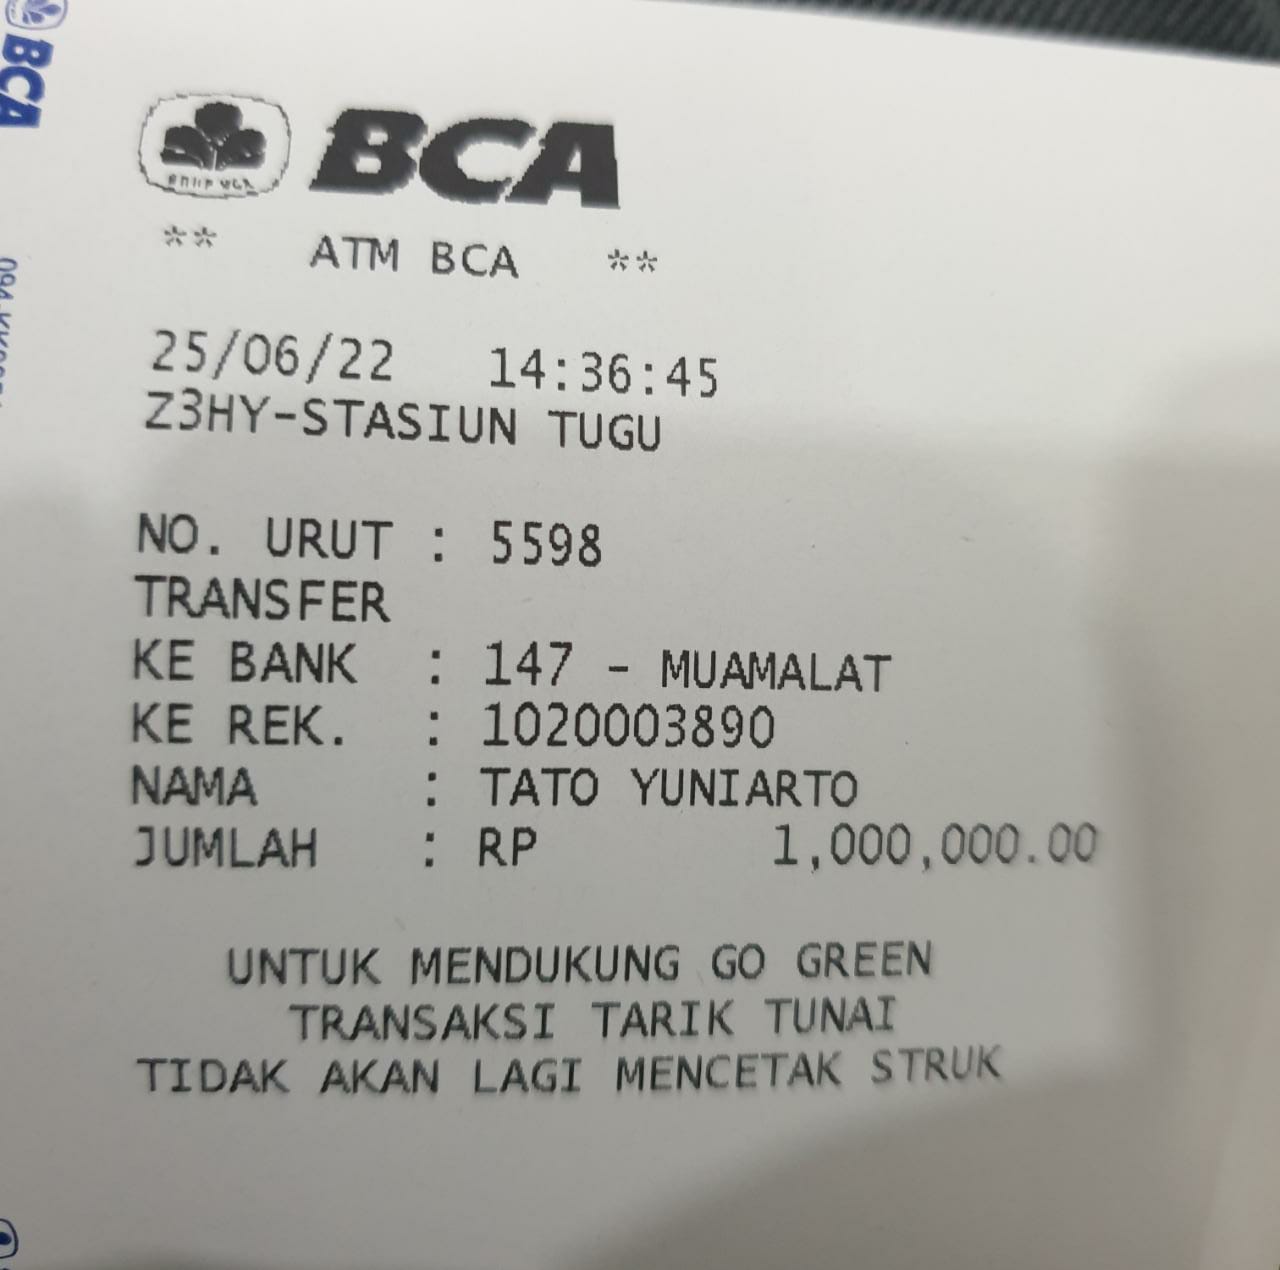 BCA
BCA
** ATM BCA **
25/06/22 14:36:45
Z3HY-STASIUN TUGU
NO. URUT : 5598
TRANSFER
KE BANK : 147 - MUAMALAT
KE REK. : 1020003890
NAMA : TATO YUNIARTO
JUMLAH : RP 1,000,000.00
UNTUK MENDUKUNG GO GREEN
TRANSAKSI TARIK TUNAI
TIDAK AKAN LAGI MENCETAK STRUK